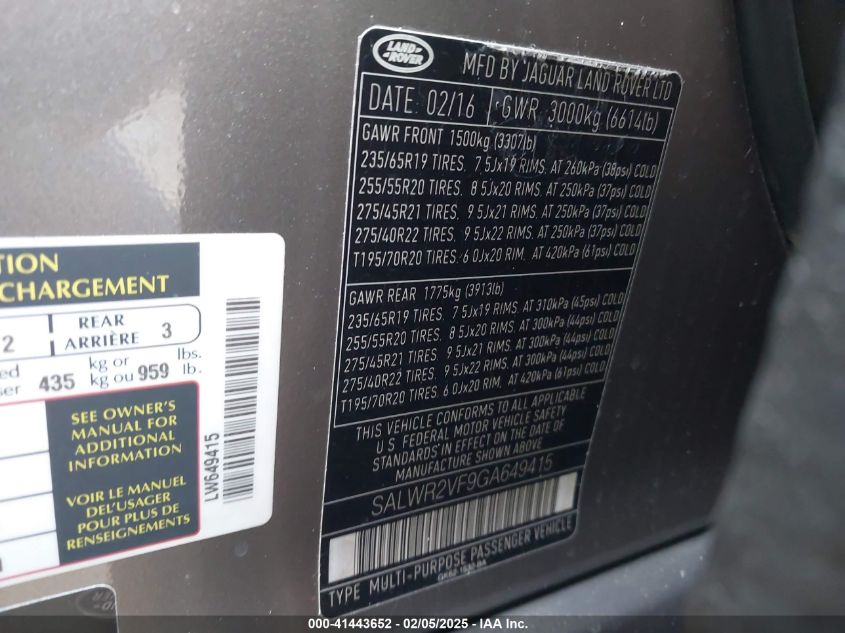 LAND
ROVER
MFD BY JAGUAR LAND ROVER LTD
DATE 02/16 GWR 3000kg (6614lb)
GAWR FRONT 1500kg (3307lb)
235/65R19 TIRES. 7.5Jx19 RIMS. AT 260kPa (38psi) COLD
255/55R20 TIRES. 8.5Jx20 RIMS. AT 250kPa (37psi) COLD
275/45R21 TIRES. 9.5Jx21 RIMS. AT 250kPa (37psi) COLD
275/40R22 TIRES. 9.5Jx22 RIMS. AT 250kPa (37psi) COLD
T195/70R20 TIRES. 6.0Jx20 RIM. AT 420kPa (61psi) COLD
GAWR REAR 1775kg (3913lb)
235/65R19 TIRES. 7.5Jx19 RIMS. AT 310kPa (45psi) COLD
255/55R20 TIRES. 8.5Jx20 RIMS. AT 300kPa (44psi) COLD
275/45R21 TIRES. 9.5Jx21 RIMS. AT 300kPa (44psi) COLD
275/40R22 TIRES. 9.5Jx22 RIMS. AT 300kPa (44psi) COLD
T195/70R20 TIRES. 6.0Jx20 RIM. AT 420kPa (61psi) COLD
THIS VEHICLE CONFORMS TO ALL APPLICABLE
U.S. FEDERAL MOTOR VEHICLE SAFETY
STANDARDS IN EFFECT ON THE DATE OF
MANUFACTURE SHOWN ABOVE
SALWR2VF9GA649415
TYPE MULTI-PURPOSE PASSENGER VEHICLE
TION
CHARGEMENT
2 REAR
ARRIÈRE 3
435 kg or
kg ou 959 lbs.
lb.
SEE OWNER'S
MANUAL FOR
ADDITIONAL
INFORMATION
VOIR LE MANUEL
DE L'USAGER
POUR PLUS DE
RENSEIGNEMENTS
LW649415
000-41443652 - 02/05/2025 - IAA Inc.